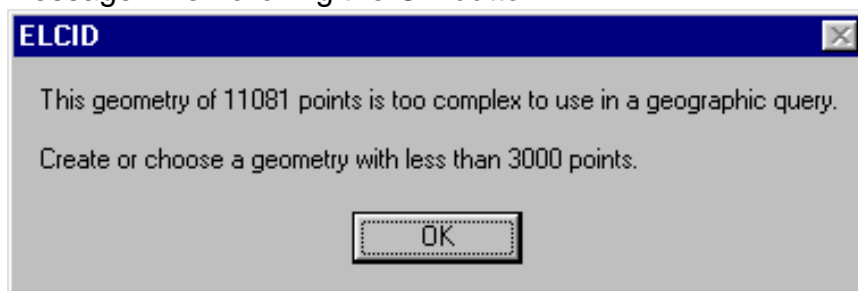 ELCID
This geometry of 11081 points is too complex to use in a geographic query.
Create or choose a geometry with less than 3000 points.
OK